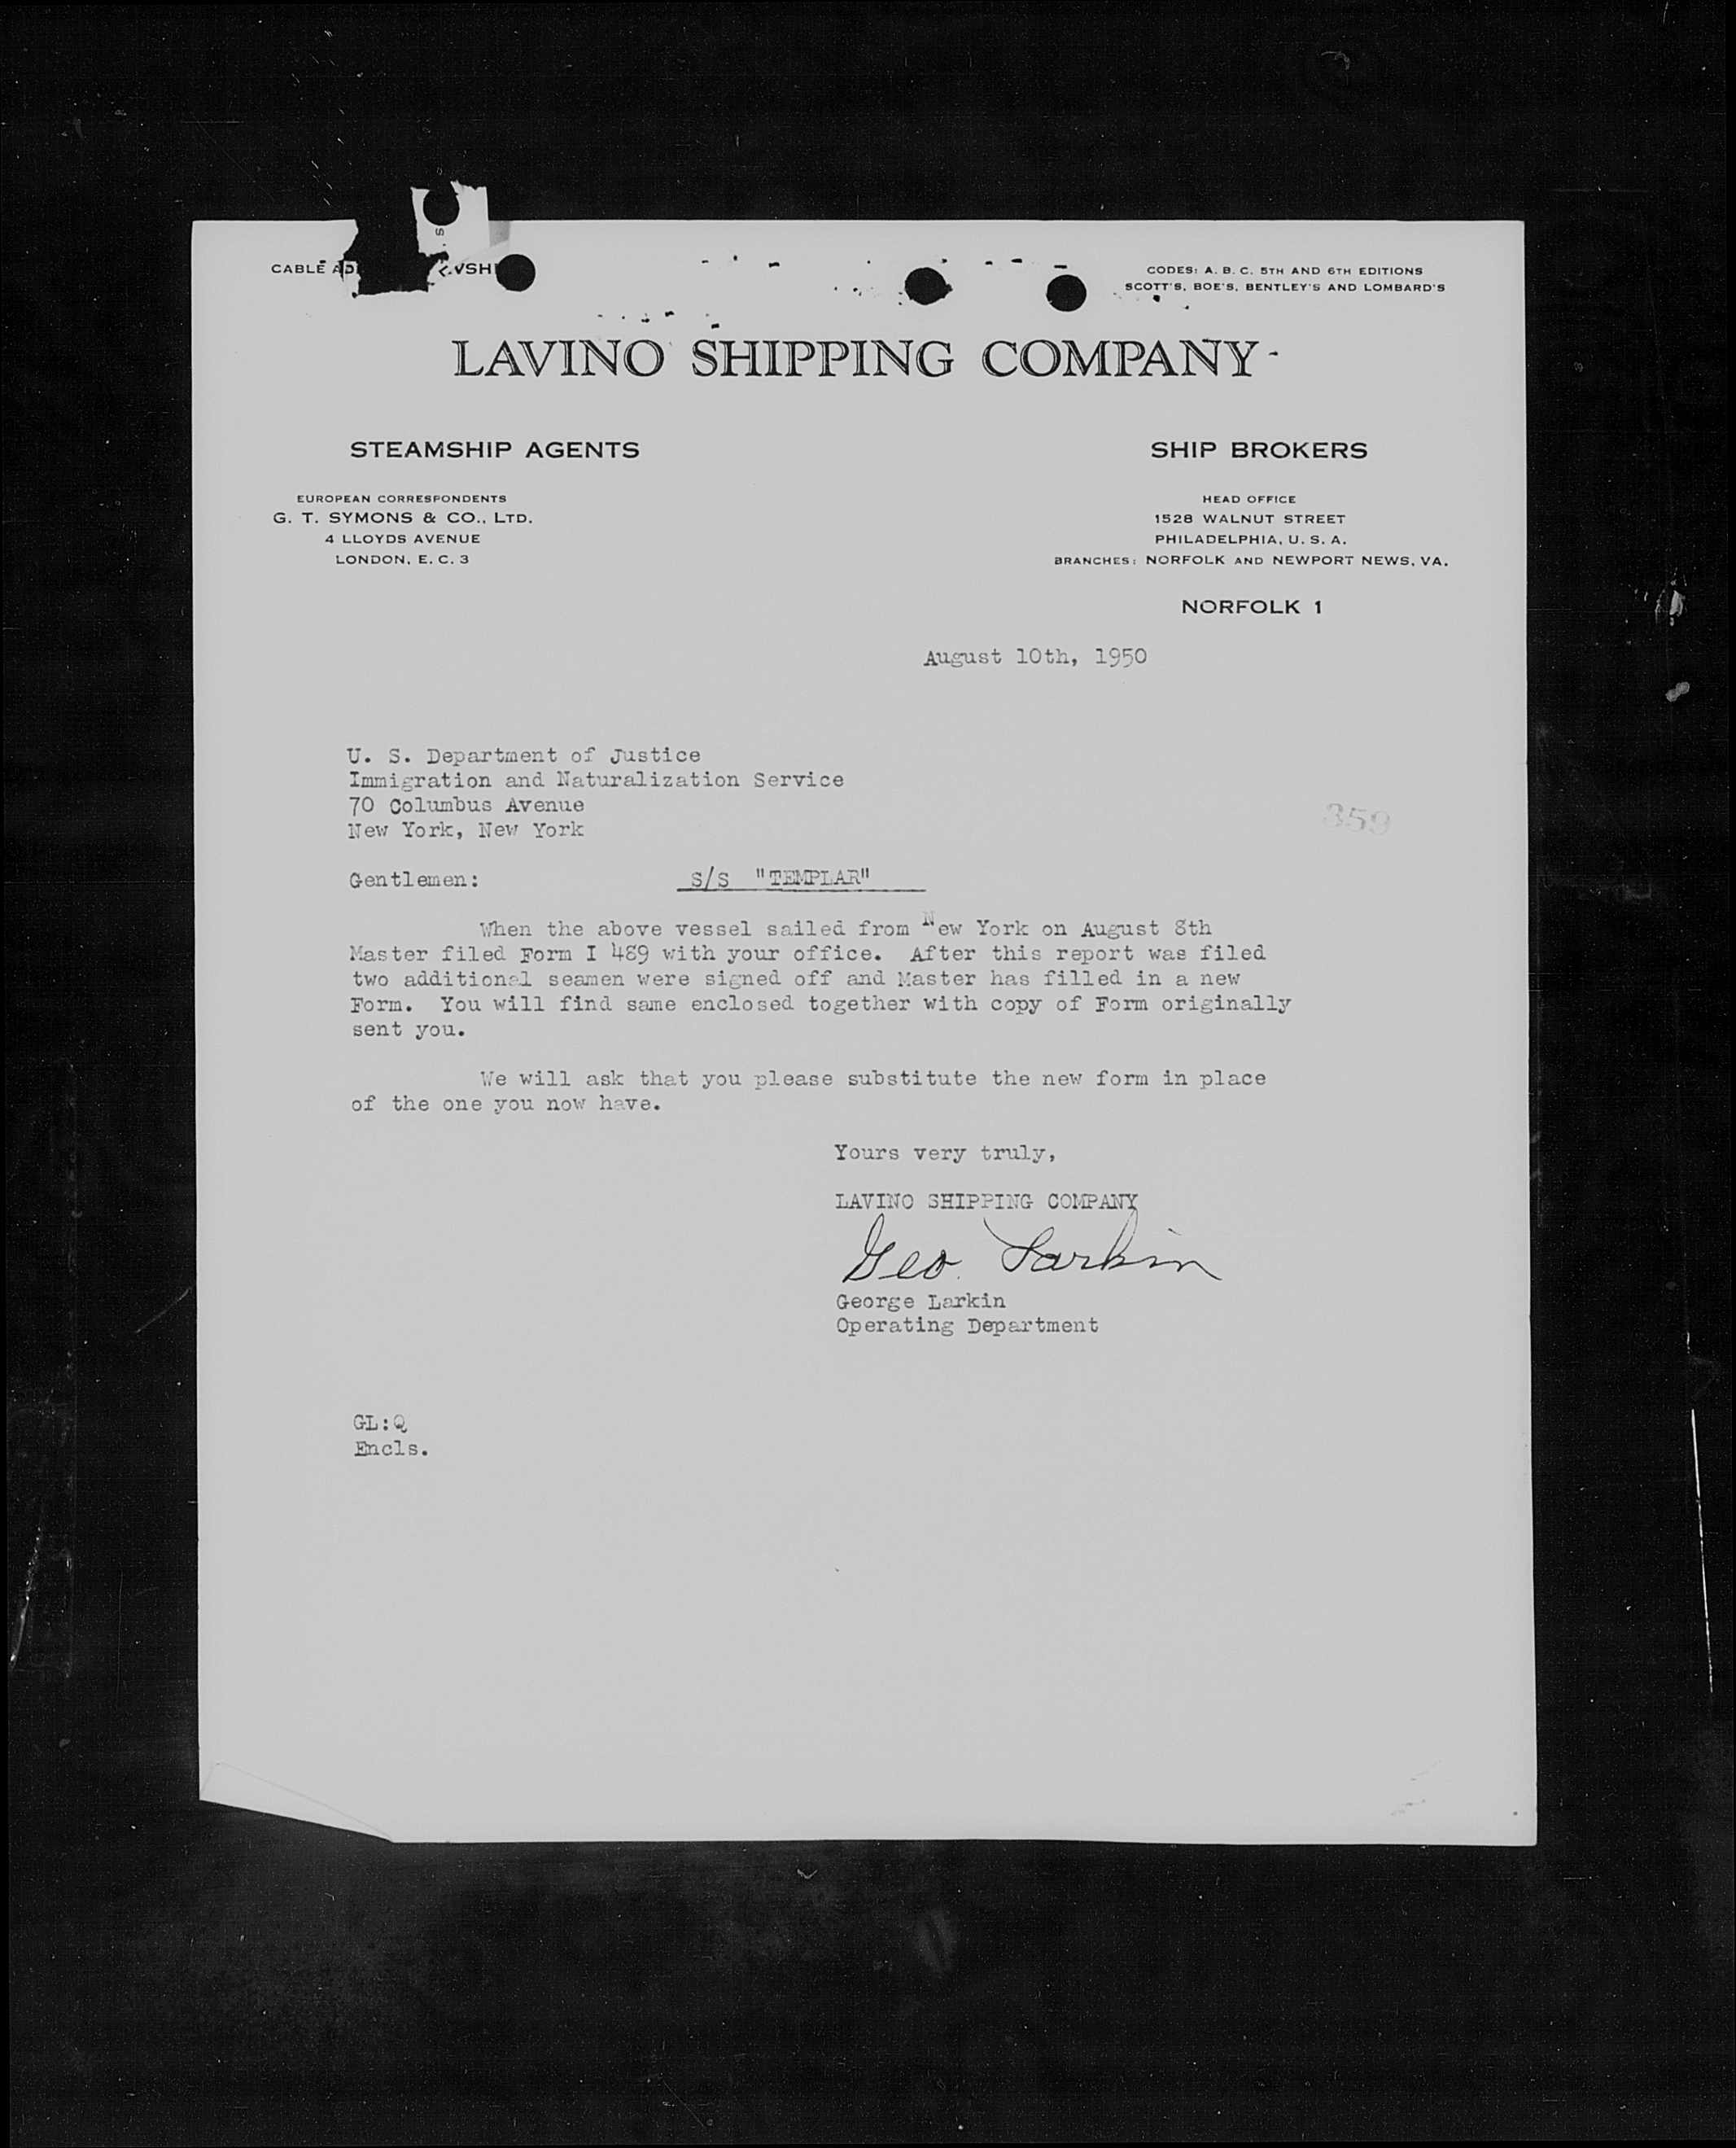 CABLE
CODES: A. B. C. 5TH AND 6TH EDITIONS
SCOTT'S, BOE'S, BENTLEY'S AND LOMBARD'S
LAVINO SHIPPING COMPANY
STEAMSHIP AGENTS
EUROPEAN CORRESPONDENTS
G. T. SYMONS & CO., LTD.
4 LLOYDS AVENUE
LONDON, E. C. 3
SHIP BROKERS
HEAD OFFICE
1528 WALNUT STREET
PHILADELPHIA, U. S. A.
BRANCHES: NORFOLK AND NEWPORT NEWS, VA.
NORFOLK 1
August 10th, 1950
U. S. Department of Justice
Immigration and Naturalization Service
70 Columbus Avenue
New York, New York
359
Gentlemen: S/S "TEMPLAR"
When the above vessel sailed from New York on August 8th
Master filed Form I 489 with your office. After this report was filed
two additional seamen were signed off and Master has filled in a new
Form. You will find same enclosed together with copy of Form originally
sent you.
We will ask that you please substitute the new form in place
of the one you now have.
Yours very truly,
LAVINO SHIPPING COMPANY
Geo. Larkin
George Larkin
Operating Department
GL:Q
Encls.